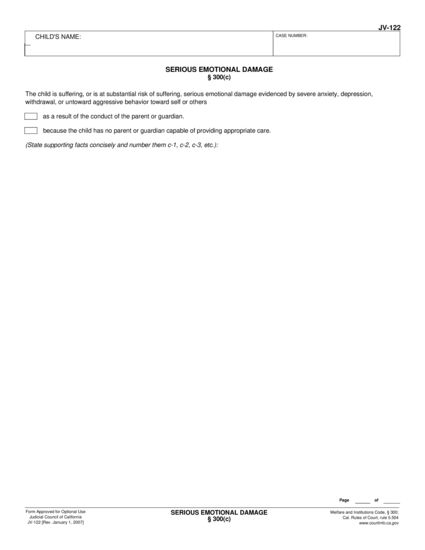 JV-122
CHILD'S NAME:
CASE NUMBER:
SERIOUS EMOTIONAL DAMAGE
§ 300(c)
The child is suffering, or is at substantial risk of suffering, serious emotional damage evidenced by severe anxiety, depression,
withdrawal, or untoward aggressive behavior toward self or others
as a result of the conduct of the parent or guardian.
because the child has no parent or guardian capable of providing appropriate care.
(State supporting facts concisely and number them c-1, c-2, c-3, etc.):
Page of
Form Approved for Optional Use
Judicial Council of California
JV-122 [Rev. January 1, 2007]
SERIOUS EMOTIONAL DAMAGE
§ 300(c)
Welfare and Institutions Code, § 300;
Cal. Rules of Court, rule 5.504
www.courtinfo.ca.gov